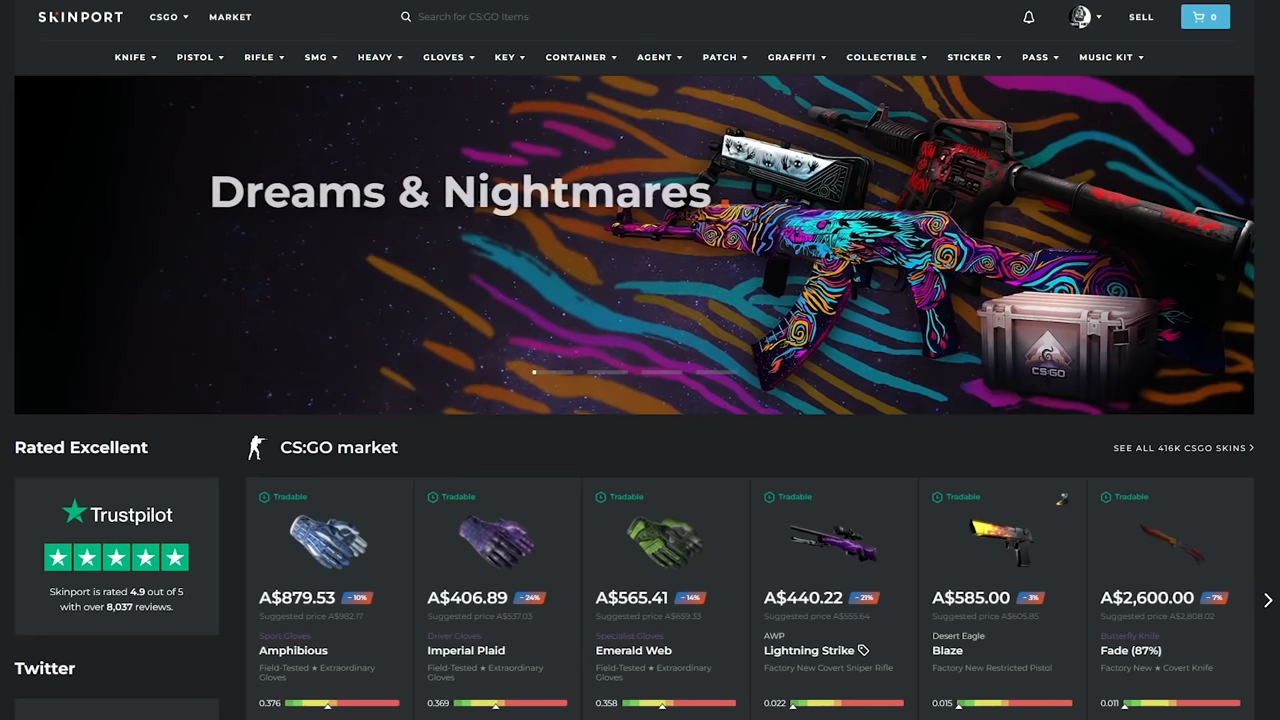 SKINPORT
CSGO
MARKET
Search for CS:GO Items
SELL
0
KNIFE
PISTOL
RIFLE
SMG
HEAVY
GLOVES
KEY
CONTAINER
AGENT
PATCH
GRAFFITI
COLLECTIBLE
STICKER
PASS
MUSIC KIT
Dreams & Nightmares
CS:GO
Rated Excellent
Trustpilot
Skinport is rated 4.9 out of 5
with over 8,037 reviews.
Twitter
CS:GO market
SEE ALL 416K CSGO SKINS
Tradable
A$879.53
- 10%
Suggested price A$982.17
Sport Gloves
Amphibious
Field-Tested ★ Extraordinary
Gloves
0.376
Tradable
A$406.89
- 24%
Suggested price A$537.03
Driver Gloves
Imperial Plaid
Field-Tested ★ Extraordinary
Gloves
0.369
Tradable
A$565.41
- 14%
Suggested price A$659.33
Specialist Gloves
Emerald Web
Field-Tested ★ Extraordinary
Gloves
0.358
Tradable
A$440.22
- 21%
Suggested price A$555.64
AWP
Lightning Strike
Factory New Covert Sniper Rifle
0.022
Tradable
A$585.00
- 3%
Suggested price A$605.85
Desert Eagle
Blaze
Factory New Restricted Pistol
0.015
Tradable
A$2,600.00
- 7%
Suggested price A$2,808.02
Butterfly Knife
Fade (87%)
Factory New ★ Covert Knife
0.011